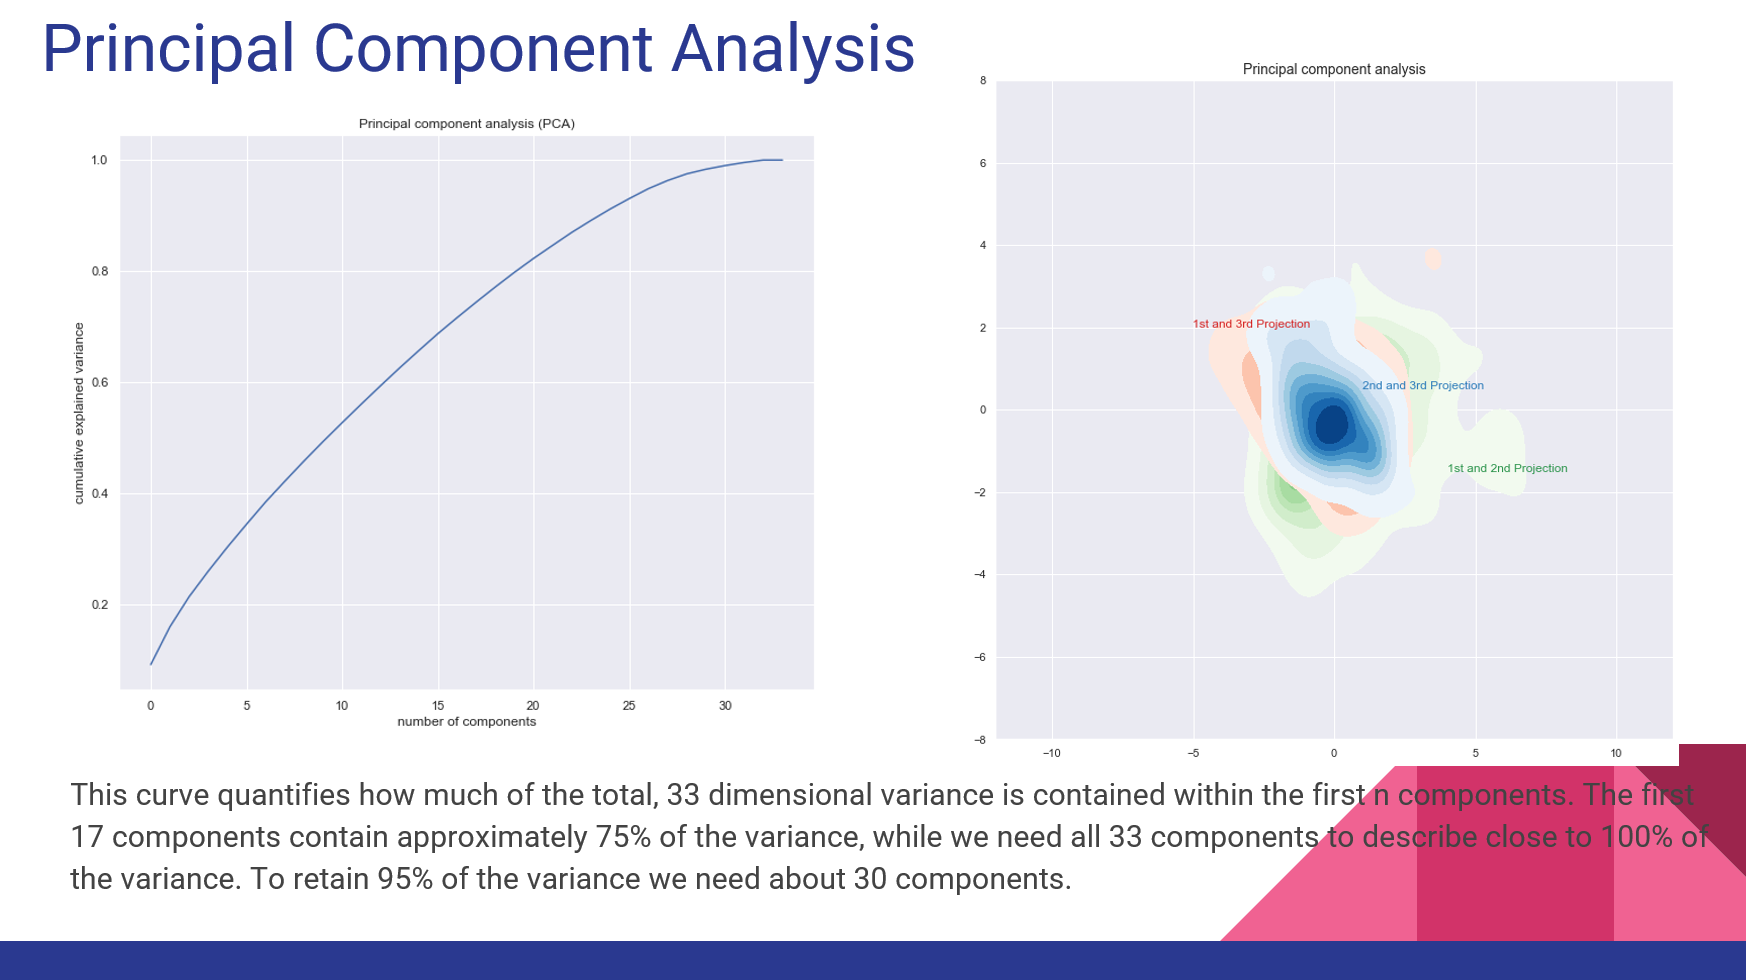 Principal Component Analysis
Principal component analysis (PCA)
1.0
0.8
0.6
0.4
0.2
cumulative explained variance
0 5 10 15 20 25 30
number of components
Principal component analysis
8
6
4
2
0
−2
−4
−6
−8
1st and 3rd Projection
2nd and 3rd Projection
1st and 2nd Projection
−10 −5 0 5 10
This curve quantifies how much of the total, 33 dimensional variance is contained within the first n components. The first
17 components contain approximately 75% of the variance, while we need all 33 components to describe close to 100% of
the variance. To retain 95% of the variance we need about 30 components.